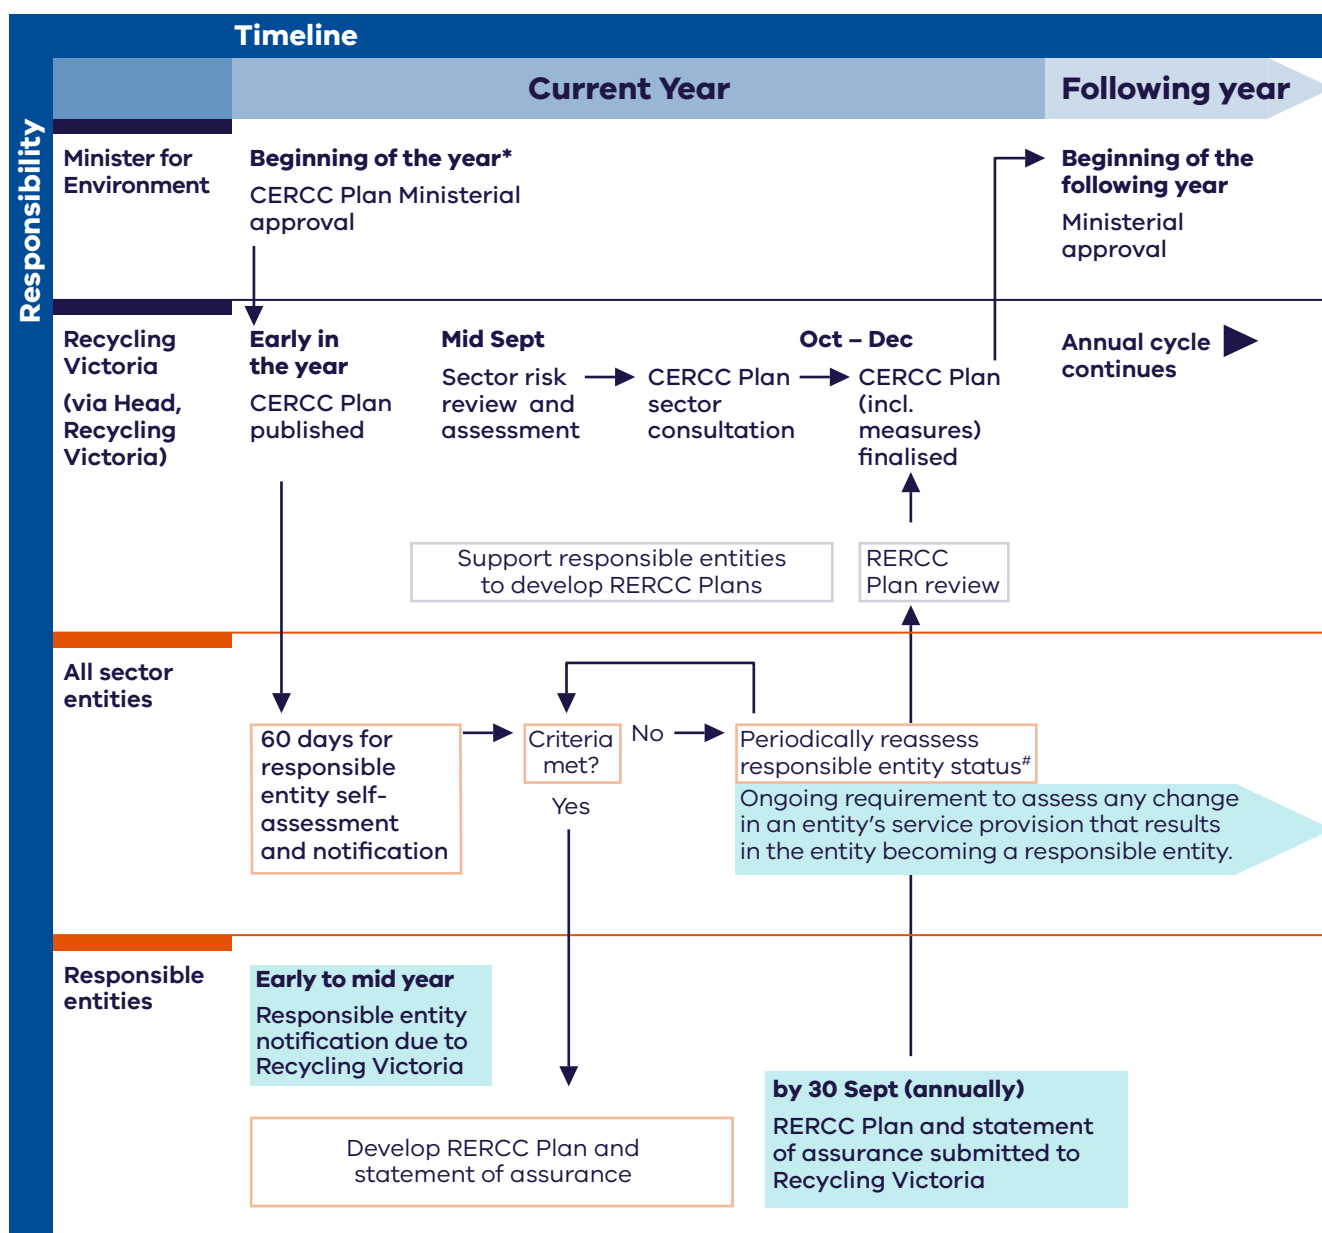 Timeline
Responsibility
Current Year
Following year
Minister for
Environment
Beginning of the year*
CERCC Plan Ministerial
approval
Beginning of the
following year
Ministerial
approval
Recycling
Victoria
(via Head,
Recycling
Victoria)
Early in
the year
CERCC Plan
published
Mid Sept
Sector risk
review and
assessment
CERCC Plan
sector
consultation
Oct – Dec
CERCC Plan
(incl.
measures)
finalised
Annual cycle
continues
Support responsible entities
to develop RERCC Plans
RERCC
Plan review
All sector
entities
60 days for
responsible
entity self-
assessment
and notification
Criteria
met?
No
Yes
Periodically reassess
responsible entity status#
Ongoing requirement to assess any change
in an entity’s service provision that results
in the entity becoming a responsible entity.
Responsible
entities
Early to mid year
Responsible entity
notification due to
Recycling Victoria
Develop RERCC Plan and
statement of assurance
by 30 Sept (annually)
RERCC Plan and statement
of assurance submitted to
Recycling Victoria